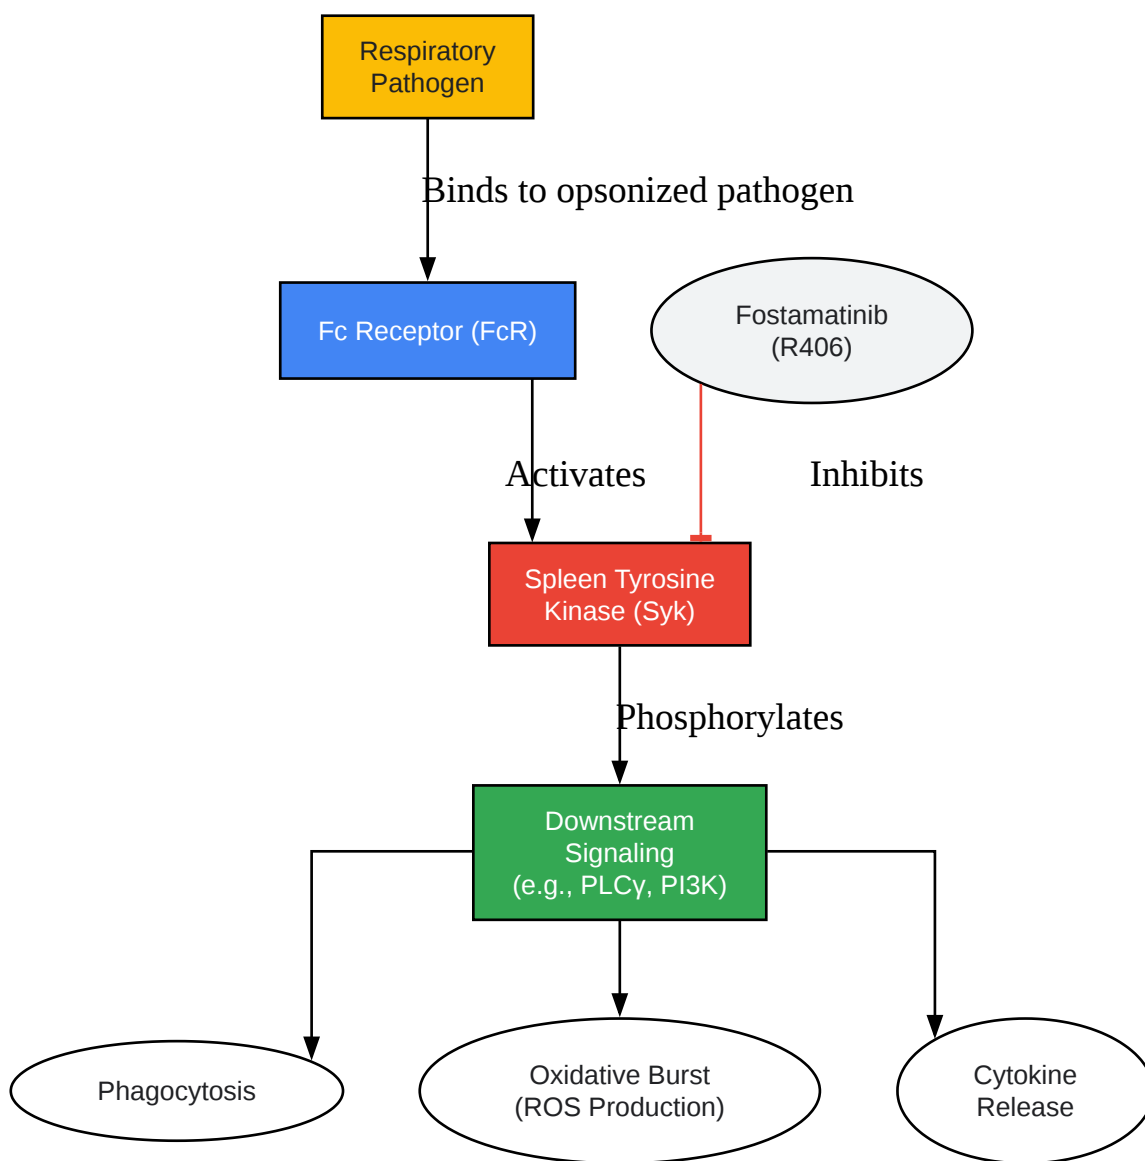 Respiratory
Pathogen
Binds to opsonized pathogen
Fc Receptor (FcR)
Fostamatinib
(R406)
Activates
Inhibits
Spleen Tyrosine
Kinase (Syk)
Phosphorylates
Downstream
Signaling
(e.g., PLCγ, PI3K)
Phagocytosis
Oxidative Burst
(ROS Production)
Cytokine
Release